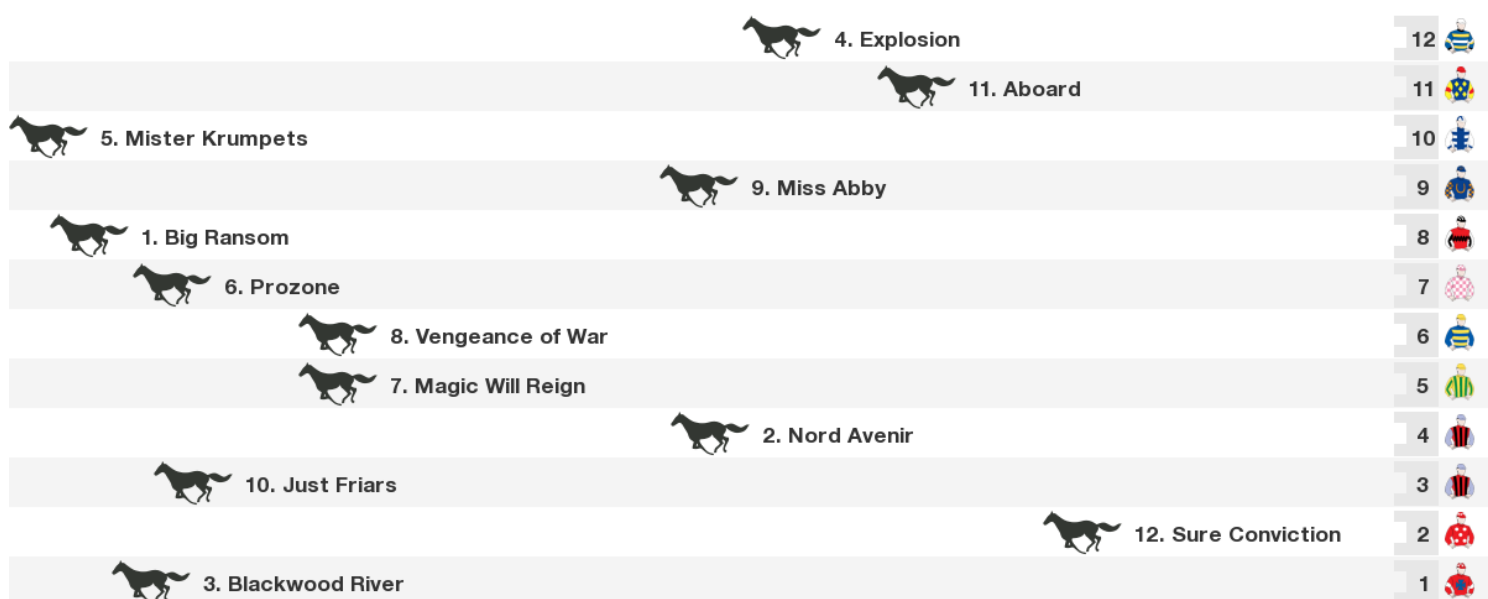 4. Explosion 12
11. Aboard 11
5. Mister Krumpets 10
9. Miss Abby 9
1. Big Ransom 8
6. Prozone 7
8. Vengeance of War 6
7. Magic Will Reign 5
2. Nord Avenir 4
10. Just Friars 3
12. Sure Conviction 2
3. Blackwood River 1